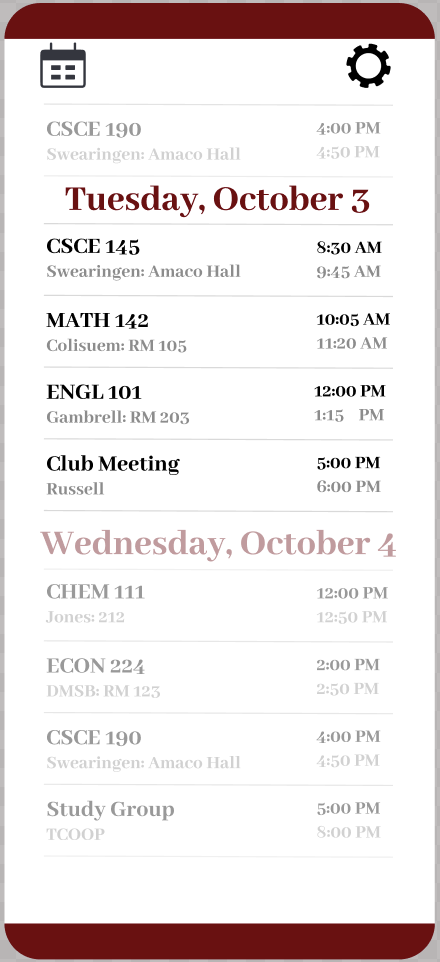 CSCE 190 4:00 PM
Swearingen: Amaco Hall 4:50 PM
Tuesday, October 3
CSCE 145 8:30 AM
Swearingen: Amaco Hall 9:45 AM
MATH 142 10:05 AM
Colisuem: RM 105 11:20 AM
ENGL 101 12:00 PM
Gambrell: RM 203 1:15 PM
Club Meeting 5:00 PM
Russell 6:00 PM
Wednesday, October 4
CHEM 111 12:00 PM
Jones: 212 12:50 PM
ECON 224 2:00 PM
DMSB: RM 123 2:50 PM
CSCE 190 4:00 PM
Swearingen: Amaco Hall 4:50 PM
Study Group 5:00 PM
TCOOP 8:00 PM